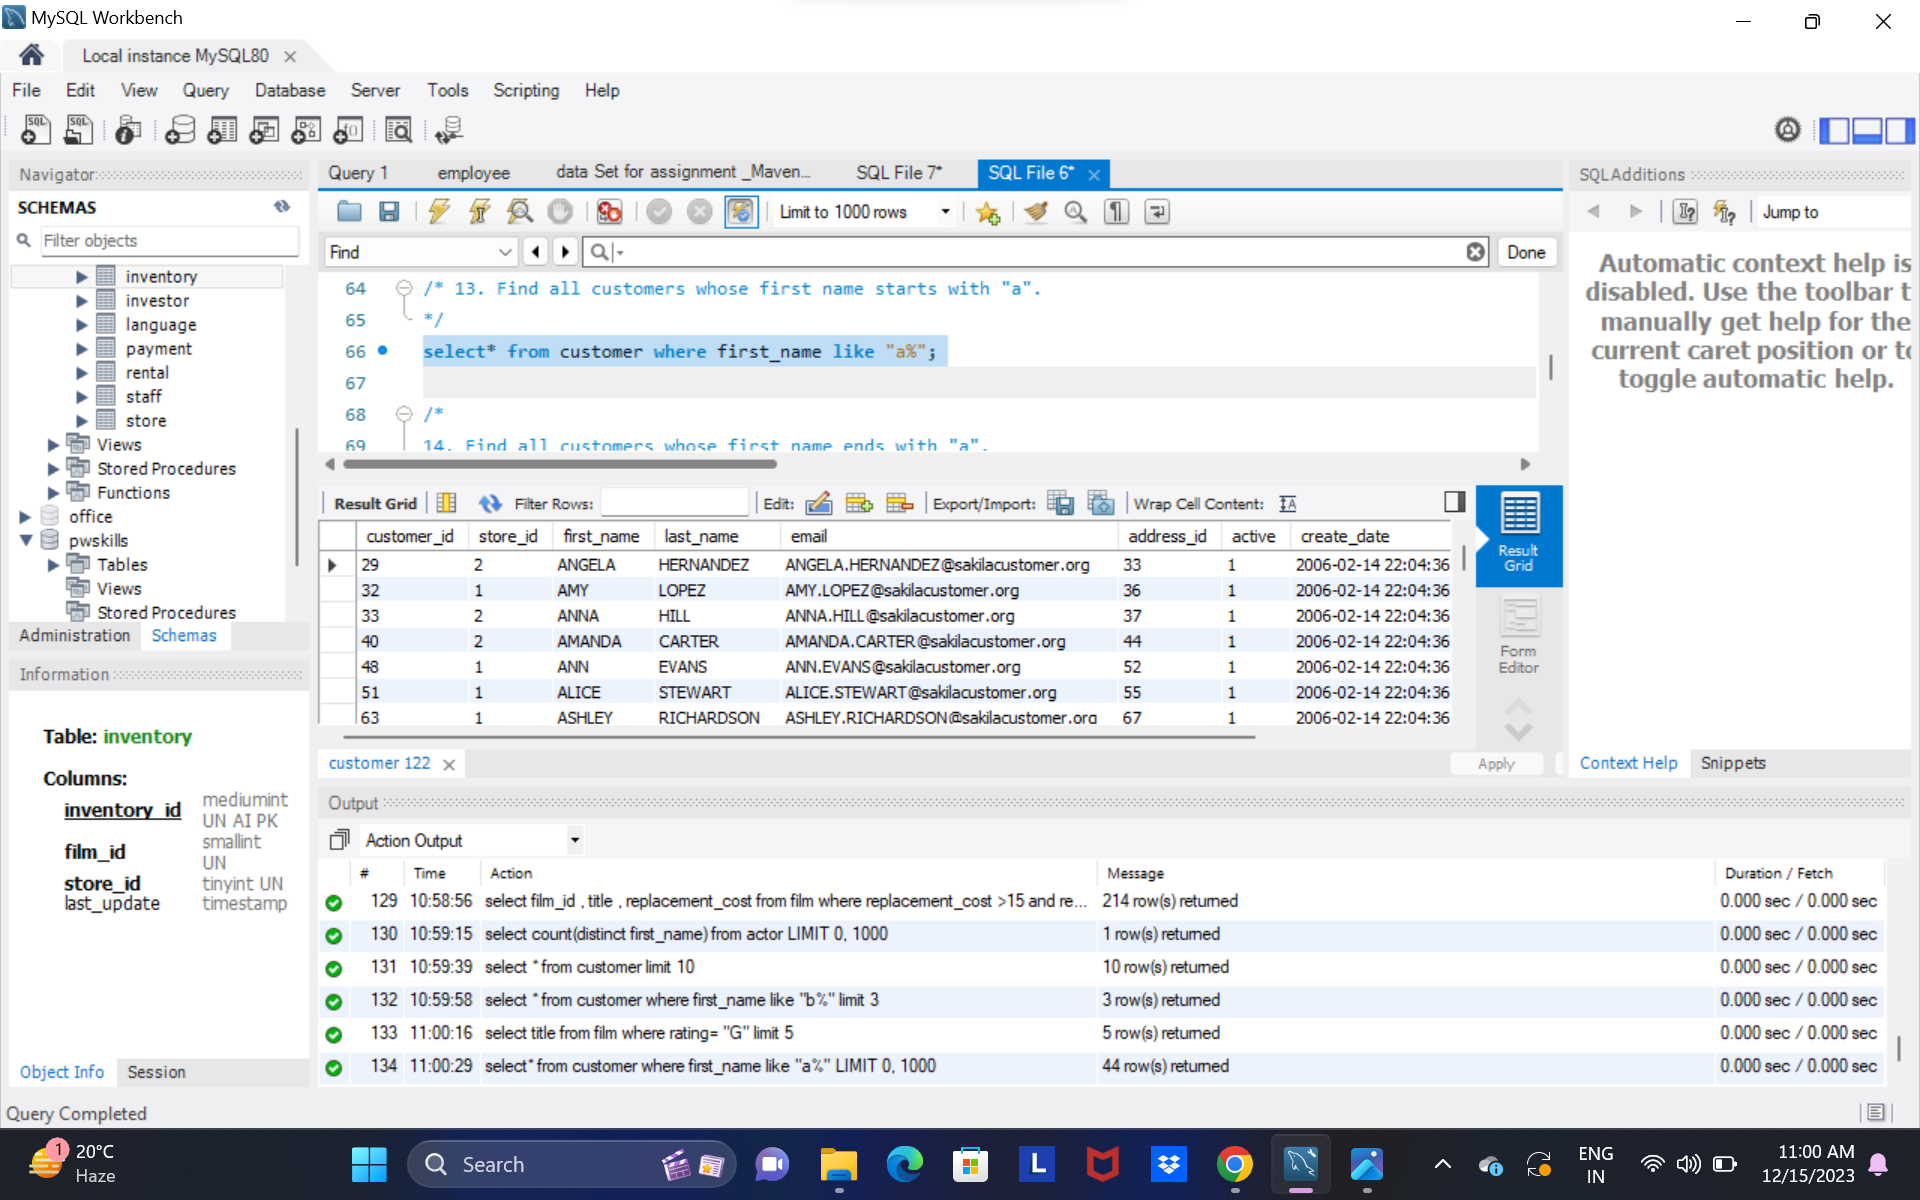 MySQL Workbench
Local instance MySQL80
File Edit View Query Database Server Tools Scripting Help
Navigator
SCHEMAS
Filter objects
inventory
investor
language
payment
rental
staff
store
Views
Stored Procedures
Functions
office
pwskills
Tables
Views
Stored Procedures
Administration Schemas
Information
Table: inventory
Columns:
inventory_id mediumint UN AI PK
film_id smallint UN
store_id tinyint UN
last_update timestamp
Object Info Session
Query 1 employee data Set for assignment _Maven... SQL File 7* SQL File 6*
Limit to 1000 rows
Find
Done
64 /* 13. Find all customers whose first name starts with "a".
65 */
66 select* from customer where first_name like "a%";
67
68 /*
69 14. Find all customers whose first name ends with "a".
Result Grid Filter Rows: Edit: Export/Import: Wrap Cell Content:
customer_id store_id first_name last_name email address_id active create_date
29 2 ANGELA HERNANDEZ ANGELA.HERNANDEZ@sakilacustomer.org 33 1 2006-02-14 22:04:36
32 1 AMY LOPEZ AMY.LOPEZ@sakilacustomer.org 36 1 2006-02-14 22:04:36
33 2 ANNA HILL ANNA.HILL@sakilacustomer.org 37 1 2006-02-14 22:04:36
40 2 AMANDA CARTER AMANDA.CARTER@sakilacustomer.org 44 1 2006-02-14 22:04:36
48 1 ANN EVANS ANN.EVANS@sakilacustomer.org 52 1 2006-02-14 22:04:36
51 1 ALICE STEWART ALICE.STEWART@sakilacustomer.org 55 1 2006-02-14 22:04:36
63 1 ASHLEY RICHARDSON ASHLEY.RICHARDSON@sakilacustomer.org 67 1 2006-02-14 22:04:36
Result Grid
Form Editor
customer 122
Apply
SQLAdditions
Jump to
Automatic context help is
disabled. Use the toolbar t
manually get help for the
current caret position or to
toggle automatic help.
Context Help Snippets
Output
Action Output
# Time Action Message Duration / Fetch
129 10:58:56 select film_id , title , replacement_cost from film where replacement_cost >15 and re... 214 row(s) returned 0.000 sec / 0.000 sec
130 10:59:15 select count(distinct first_name) from actor LIMIT 0, 1000 1 row(s) returned 0.000 sec / 0.000 sec
131 10:59:39 select * from customer limit 10 10 row(s) returned 0.000 sec / 0.000 sec
132 10:59:58 select * from customer where first_name like "b%" limit 3 3 row(s) returned 0.000 sec / 0.000 sec
133 11:00:16 select title from film where rating= "G" limit 5 5 row(s) returned 0.000 sec / 0.000 sec
134 11:00:29 select* from customer where first_name like "a%" LIMIT 0, 1000 44 row(s) returned 0.000 sec / 0.000 sec
Query Completed
1
20°C
Haze
Search
L
ENG
IN
11:00 AM
12/15/2023